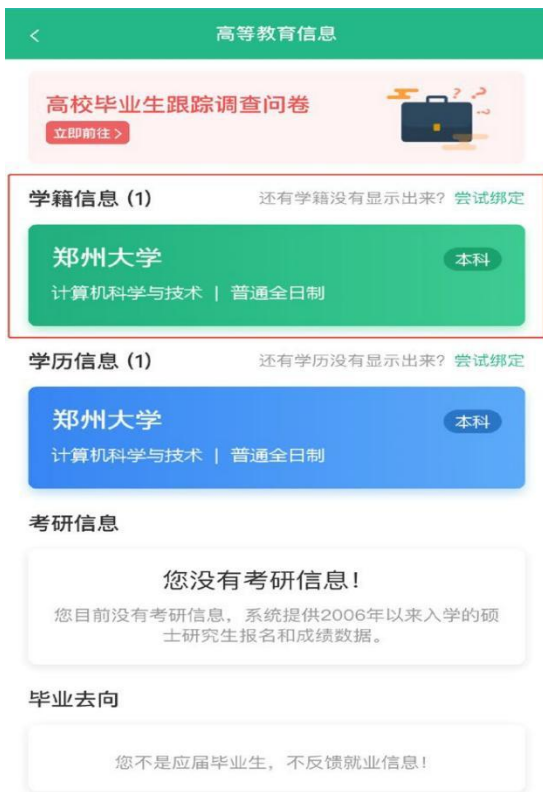 高等教育信息
高校毕业生跟踪调查问卷
立即前往 >
学籍信息 (1) 还有学籍没有显示出来? 尝试绑定
郑州大学 本科
计算机科学与技术 | 普通全日制
学历信息 (1) 还有学历没有显示出来? 尝试绑定
郑州大学 本科
计算机科学与技术 | 普通全日制
考研信息
您没有考研信息!
您目前没有考研信息，系统提供2006年以来入学的硕
士研究生报名和成绩数据。
毕业去向
您不是应届毕业生，不反馈就业信息!